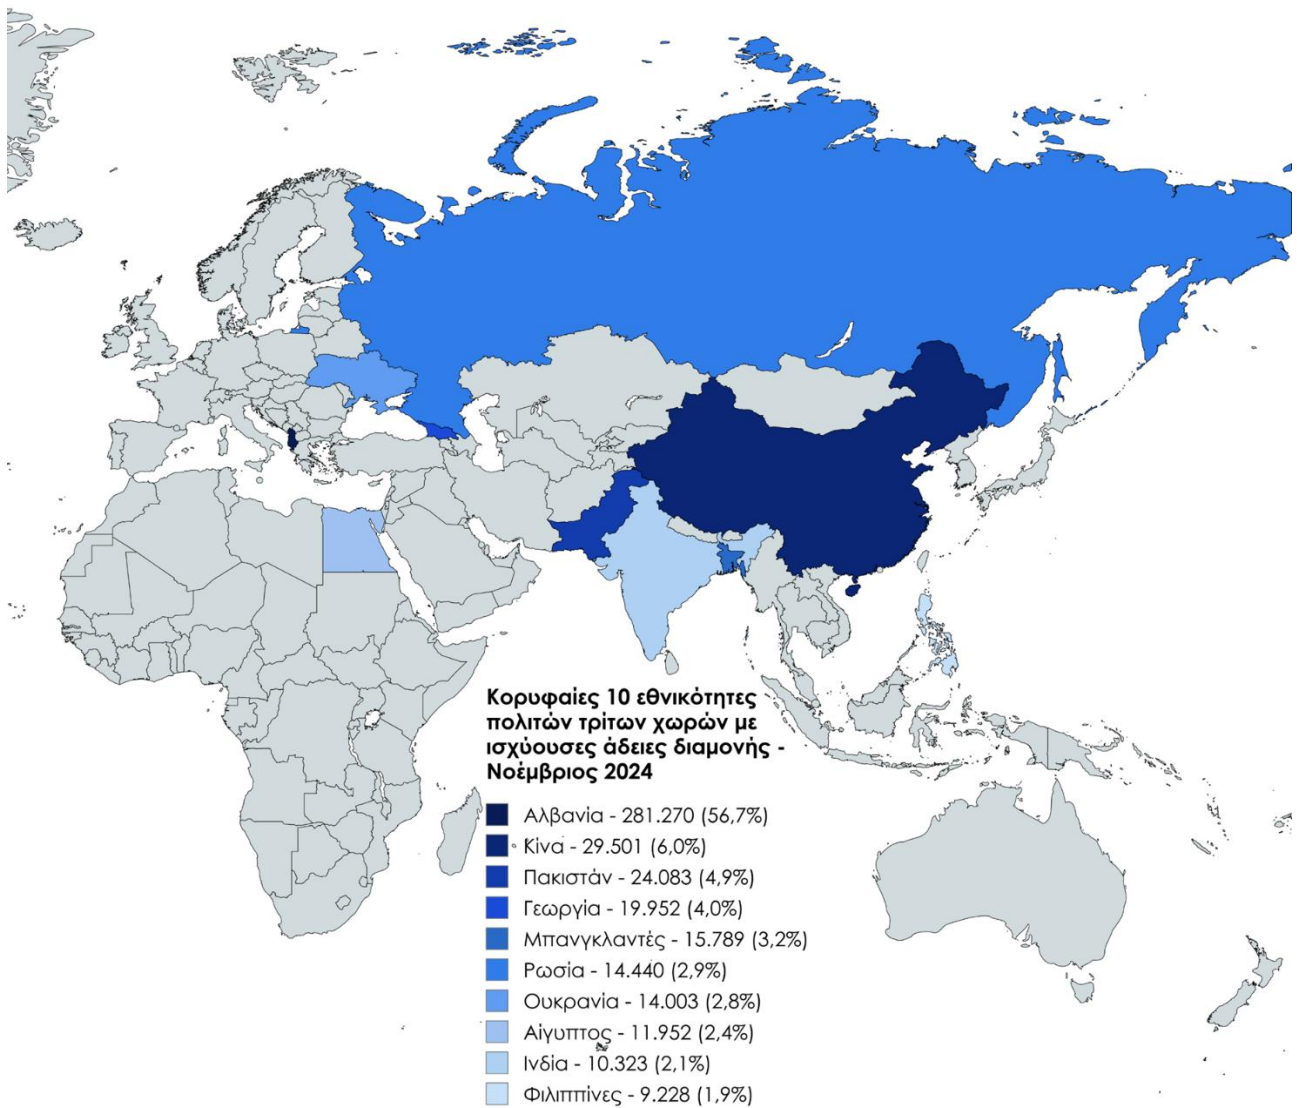 Κορυφαίες 10 εθνικότητες
πολιτών τρίτων χωρών με
ισχύουσες άδειες διαμονής -
Νοέμβριος 2024
Αλβανία - 281.270 (56,7%)
Κίνα - 29.501 (6,0%)
Πακιστάν - 24.083 (4,9%)
Γεωργία - 19.952 (4,0%)
Μπανγκλαντές - 15.789 (3,2%)
Ρωσία - 14.440 (2,9%)
Ουκρανία - 14.003 (2,8%)
Αίγυπτος - 11.952 (2,4%)
Ινδία - 10.323 (2,1%)
Φιλιππίνες - 9.228 (1,9%)